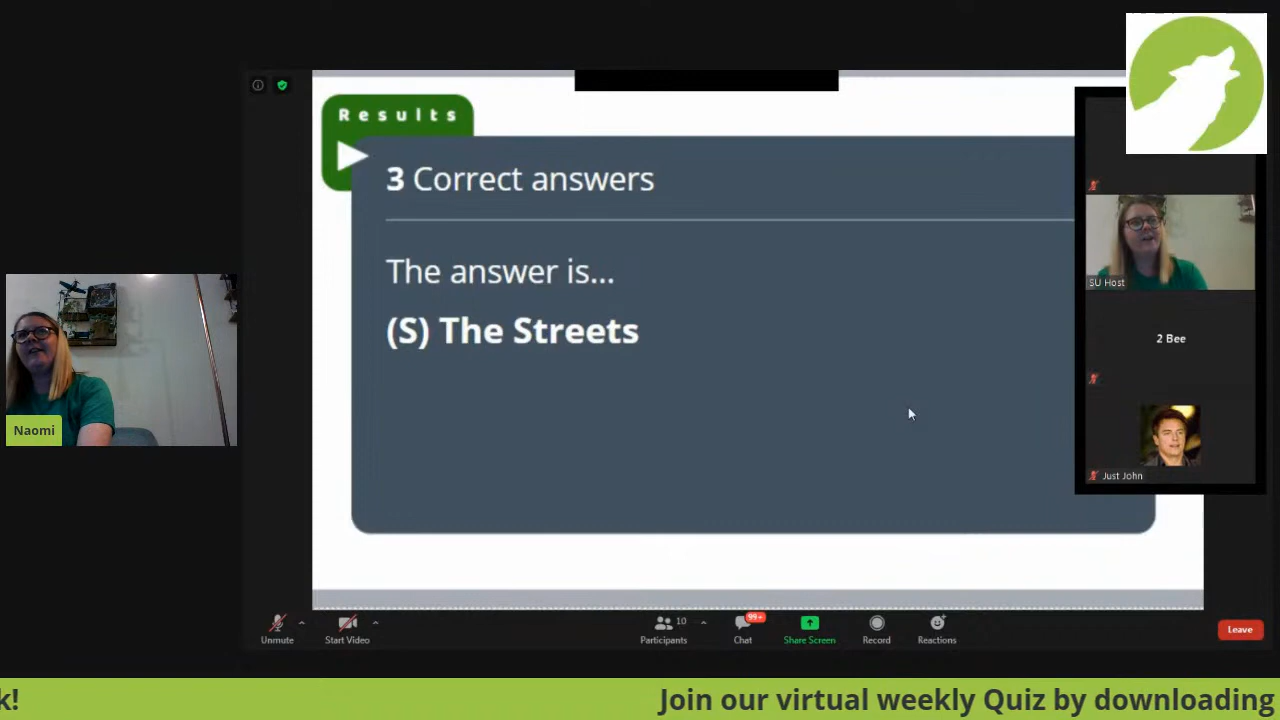 Results
3 Correct answers
The answer is...
(S) The Streets
SU Host
2 Bee
Just John
Naomi
Unmute
Start Video
10
Participants
99+
Chat
Share Screen
Record
Reactions
Leave
k!
Join our virtual weekly Quiz by downloading